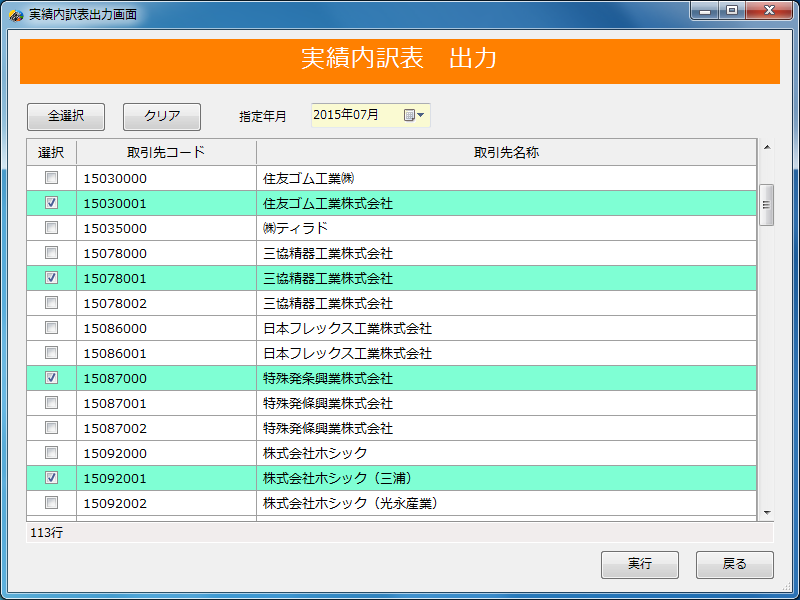 実績内訳表出力画面
実績内訳表　出力
全選択 クリア 指定年月 2015年07月
選択 取引先コード 取引先名称
15030000 住友ゴム工業㈱
15030001 住友ゴム工業株式会社
15035000 ㈱ティラド
15078000 三協精器工業株式会社
15078001 三協精器工業株式会社
15078002 三協精器工業株式会社
15086000 日本フレックス工業株式会社
15086001 日本フレックス工業株式会社
15087000 特殊発条興業株式会社
15087001 特殊発條興業株式会社
15087002 特殊発條興業株式会社
15092000 株式会社ホシック
15092001 株式会社ホシック（三浦）
15092002 株式会社ホシック（光永産業）
113行
実行 戻る